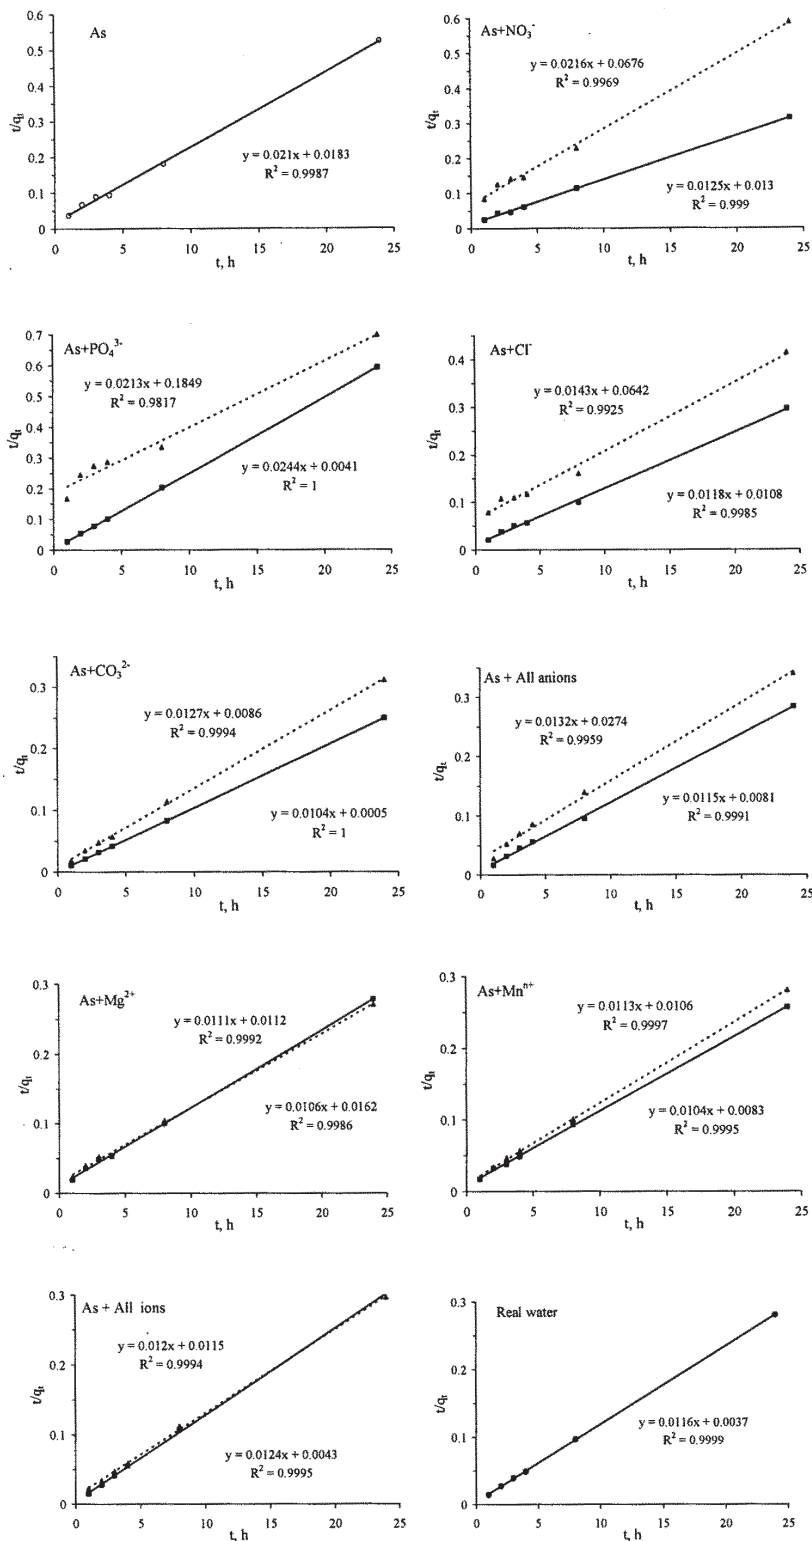 As
0.6
0.5
0.4
0.3
0.2
0.1
0
t/qₜ
y = 0.021x + 0.0183
R² = 0.9987
0 5 10 15 20 25
t, h
As+NO₃⁻
0.6
0.5
0.4
0.3
0.2
0.1
0
t/qₜ
y = 0.0216x + 0.0676
R² = 0.9969
y = 0.0125x + 0.013
R² = 0.999
0 5 10 15 20 25
t, h
As+PO₄³⁻
0.7
0.6
0.5
0.4
0.3
0.2
0.1
0
t/qₜ
y = 0.0213x + 0.1849
R² = 0.9817
y = 0.0244x + 0.0041
R² = 1
0 5 10 15 20 25
t, h
As+Cl⁻
0.4
0.3
0.2
0.1
0
t/qₜ
y = 0.0143x + 0.0642
R² = 0.9925
y = 0.0118x + 0.0108
R² = 0.9985
0 5 10 15 20 25
t, h
As+CO₃²⁻
0.3
0.2
0.1
0
t/qₜ
y = 0.0127x + 0.0086
R² = 0.9994
y = 0.0104x + 0.0005
R² = 1
0 5 10 15 20 25
t, h
As + All anions
0.3
0.2
0.1
0
t/qₜ
y = 0.0132x + 0.0274
R² = 0.9959
y = 0.0115x + 0.0081
R² = 0.9991
0 5 10 15 20 25
t, h
As+Mg²⁺
0.3
0.2
0.1
0
t/qₜ
y = 0.0111x + 0.0112
R² = 0.9992
y = 0.0106x + 0.0162
R² = 0.9986
0 5 10 15 20 25
t, h
As+Mnⁿ⁺
0.3
0.2
0.1
0
t/qₜ
y = 0.0113x + 0.0106
R² = 0.9997
y = 0.0104x + 0.0083
R² = 0.9995
0 5 10 15 20 25
t, h
As + All ions
0.3
0.2
0.1
0
t/qₜ
y = 0.012x + 0.0115
R² = 0.9994
y = 0.0124x + 0.0043
R² = 0.9995
0 5 10 15 20 25
t, h
Real water
0.3
0.2
0.1
0
t/qₜ
y = 0.0116x + 0.0037
R² = 0.9999
0 5 10 15 20 25
t, h